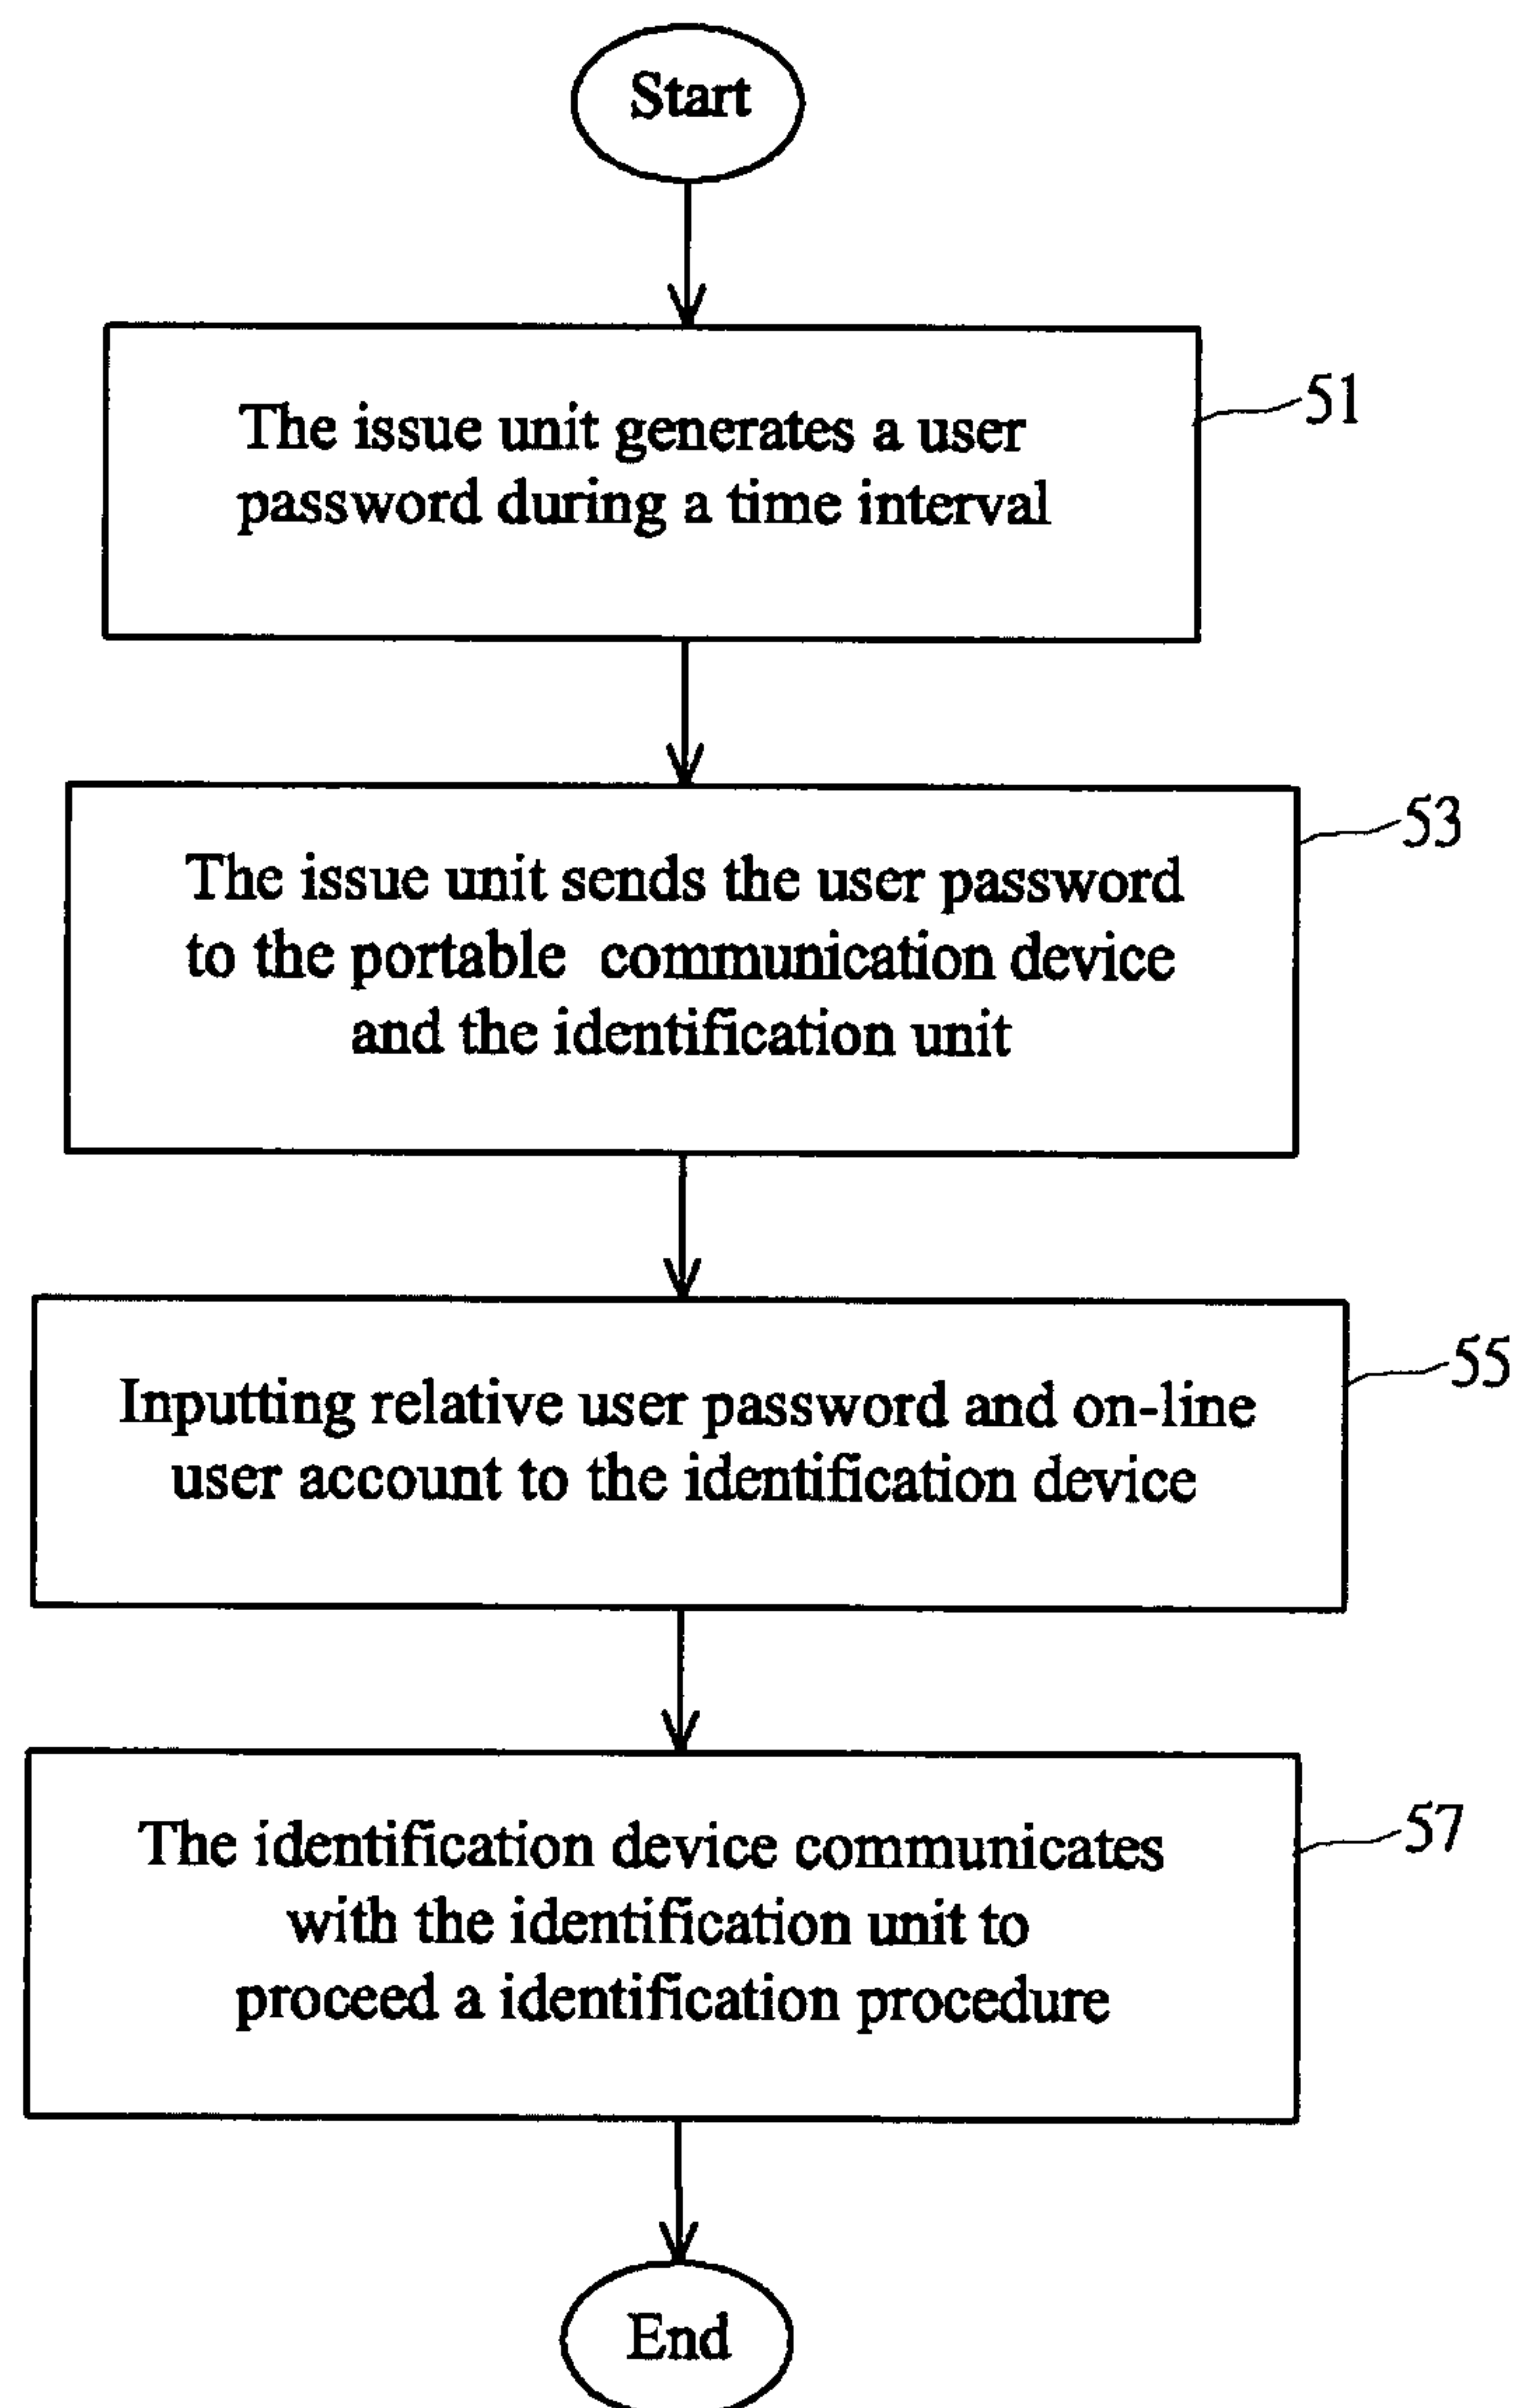 Start
The issue unit generates a user
password during a time interval
51
The issue unit sends the user password
to the portable communication device
and the identification unit
53
Inputting relative user password and on-line
user account to the identification device
55
The identification device communicates
with the identification unit to
proceed a identification procedure
57
End